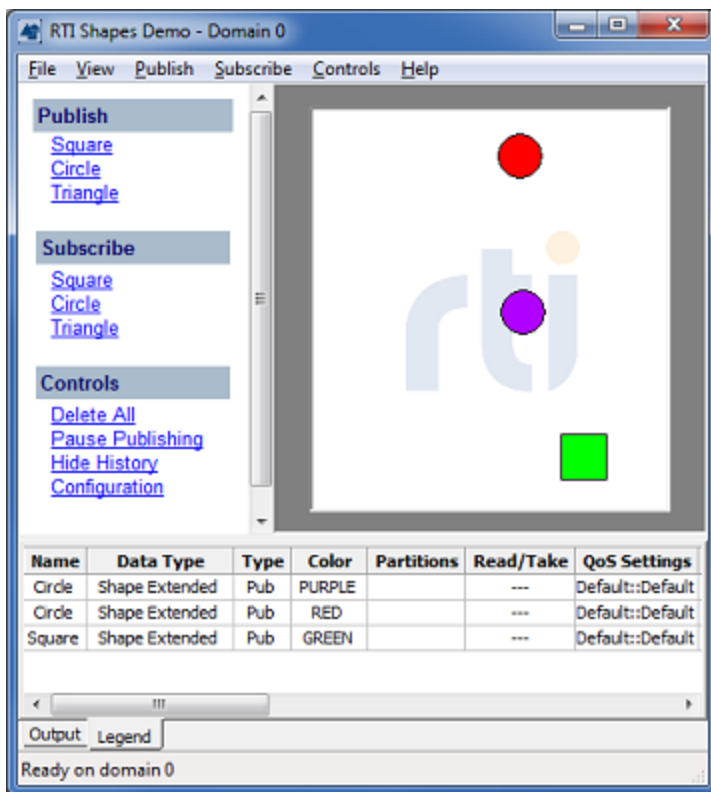 RTI Shapes Demo - Domain 0
File View Publish Subscribe Controls Help
Publish
Square
Circle
Triangle
Subscribe
Square
Circle
Triangle
Controls
Delete All
Pause Publishing
Hide History
Configuration
rti
Name Data Type Type Color Partitions Read/Take QoS Settings
Circle Shape Extended Pub PURPLE --- Default::Default
Circle Shape Extended Pub RED --- Default::Default
Square Shape Extended Pub GREEN --- Default::Default
Output Legend
Ready on domain 0